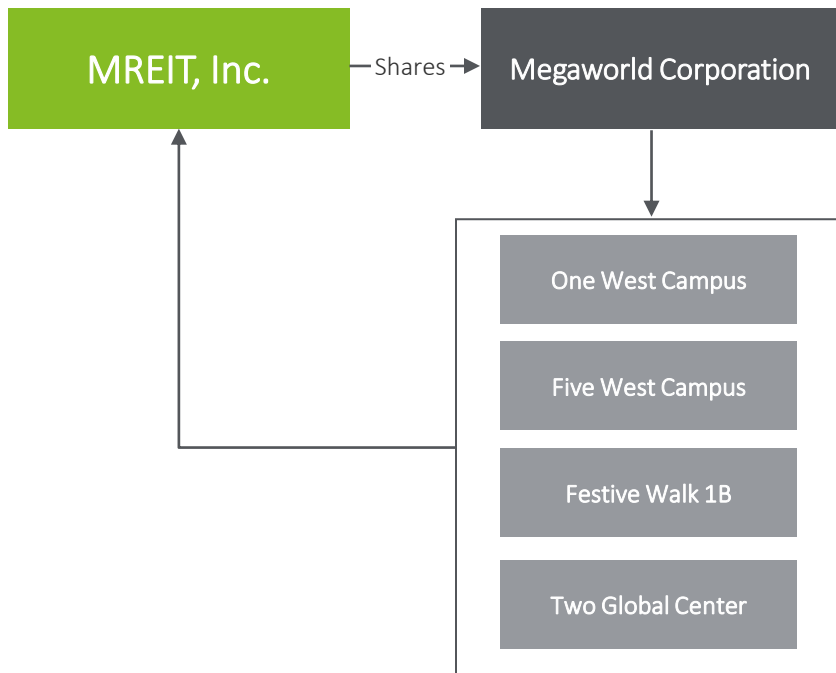 MREIT, Inc.
Shares
Megaworld Corporation
One West Campus
Five West Campus
Festive Walk 1B
Two Global Center